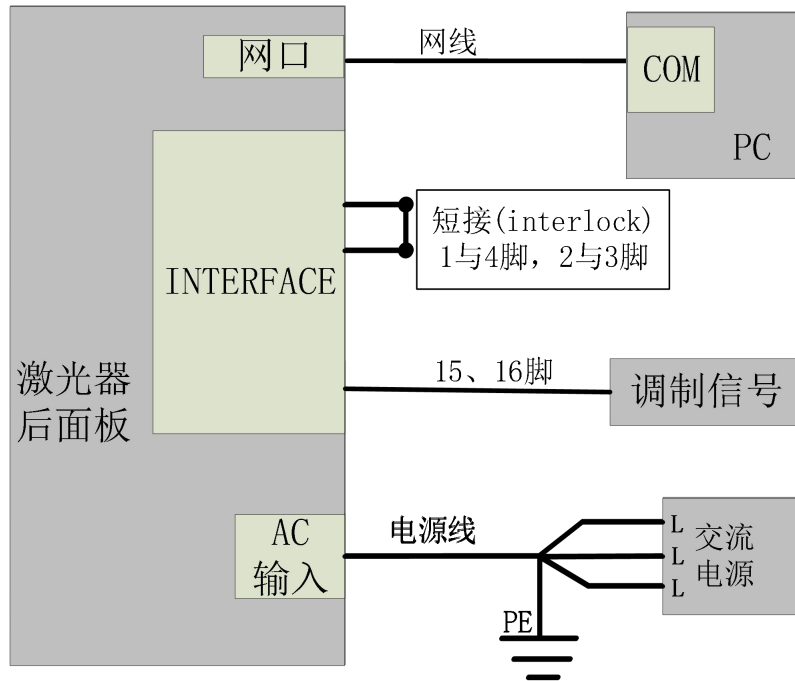 网口
网线
COM
PC
短接(interlock)
1与4脚，2与3脚
INTERFACE
激光器
后面板
15、16脚
调制信号
AC
输入
电源线
L
L
L
交流
电源
PE